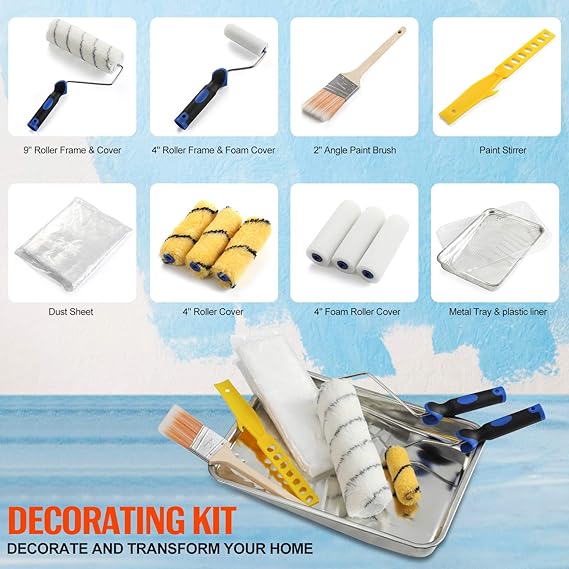 9" Roller Frame & Cover
4" Roller Frame & Foam Cover
2" Angle Paint Brush
Paint Stirrer
Dust Sheet
4" Roller Cover
4" Foam Roller Cover
Metal Tray & plastic liner
DECORATING KIT
DECORATE AND TRANSFORM YOUR HOME